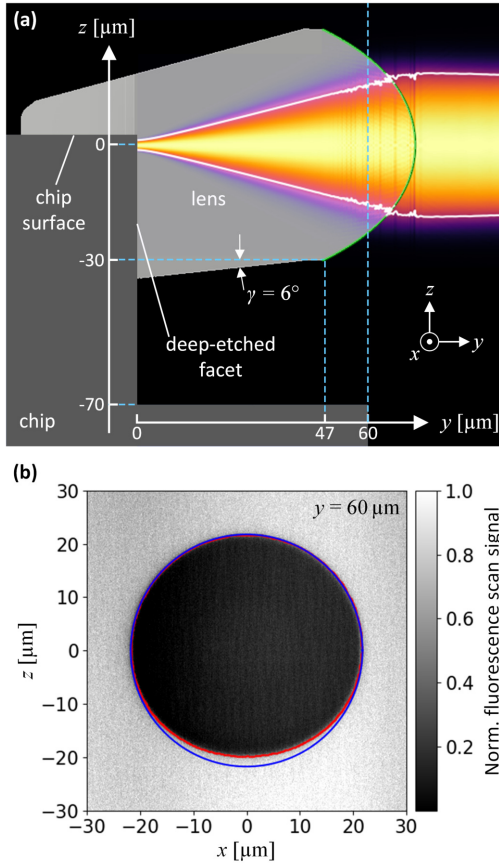 (a)
z [µm]
0
chip
surface
lens
-30
γ = 6°
deep-etched
facet
z
x
y
-70
chip
0
47
60
y [µm]
(b)
y = 60 µm
30
20
10
0
−10
−20
−30
z [µm]
−30
−20
−10
0
10
20
30
x [µm]
1.0
0.8
0.6
0.4
0.2
Norm. fluorescence scan signal